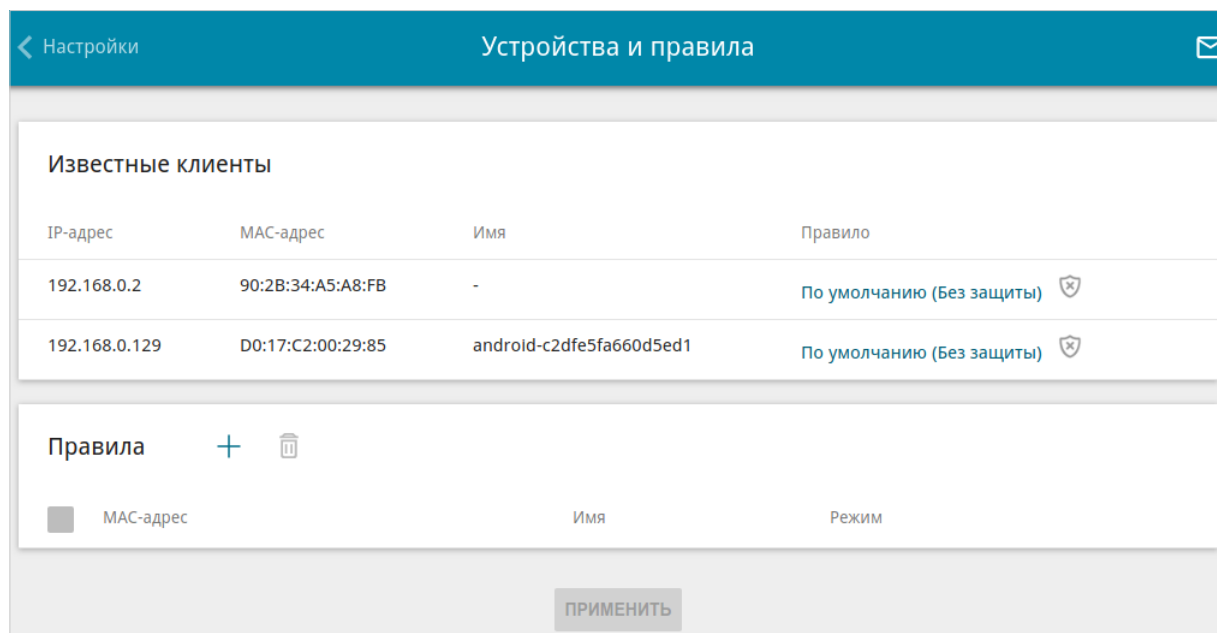 Настройки Устройства и правила
Известные клиенты
IP-адрес MAC-адрес Имя Правило
192.168.0.2 90:2B:34:A5:A8:FB - По умолчанию (Без защиты)
192.168.0.129 D0:17:C2:00:29:85 android-c2dfe5fa660d5ed1 По умолчанию (Без защиты)
Правила
MAC-адрес Имя Режим
ПРИМЕНИТЬ